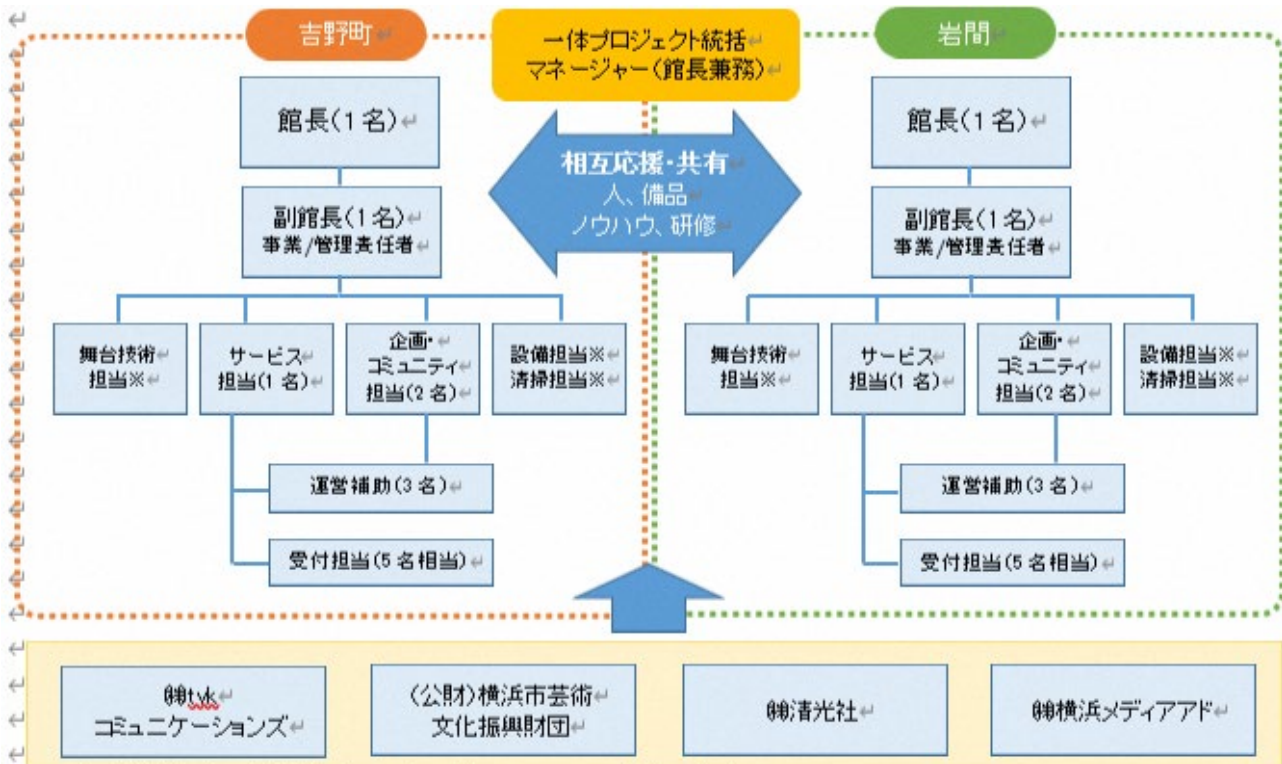 吉野町
一体プロジェクト統括
マネージャー(館長兼務)
岩間
館長(1名)
副館長(1名)
事業/管理責任者
舞台技術
担当※
サービス
担当(1名)
企画・
コミュニティ
担当(2名)
設備担当※
清掃担当※
運営補助(3名)
受付担当(5名相当)
相互応援・共有
人、備品
ノウハウ、研修
館長(1名)
副館長(1名)
事業/管理責任者
舞台技術
担当※
サービス
担当(1名)
企画・
コミュニティ
担当(2名)
設備担当※
清掃担当※
運営補助(3名)
受付担当(5名相当)
㈱tvk
コミュニケーションズ
(公財)横浜市芸術
文化振興財団
㈱清光社
㈱横浜メディアアド